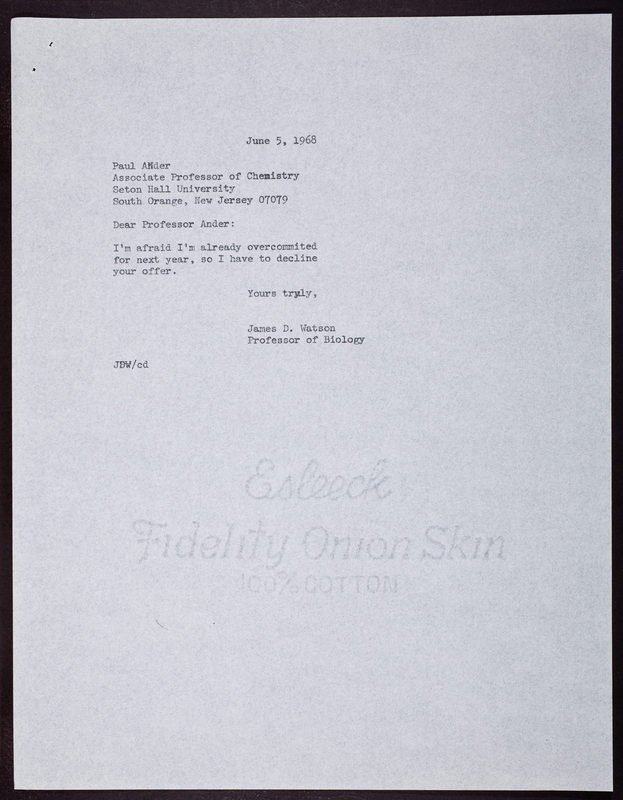 June 5, 1968
Paul ANder
Associate Professor of Chemistry
Seton Hall University
South Orange, New Jersey 07079
Dear Professor Ander:
I'm afraid I'm already overcommited
for next year, so I have to decline
your offer.
Yours truly,
James D. Watson
Professor of Biology
JDW/cd
Esleeck
Fidelity Onion Skin
100% COTTON